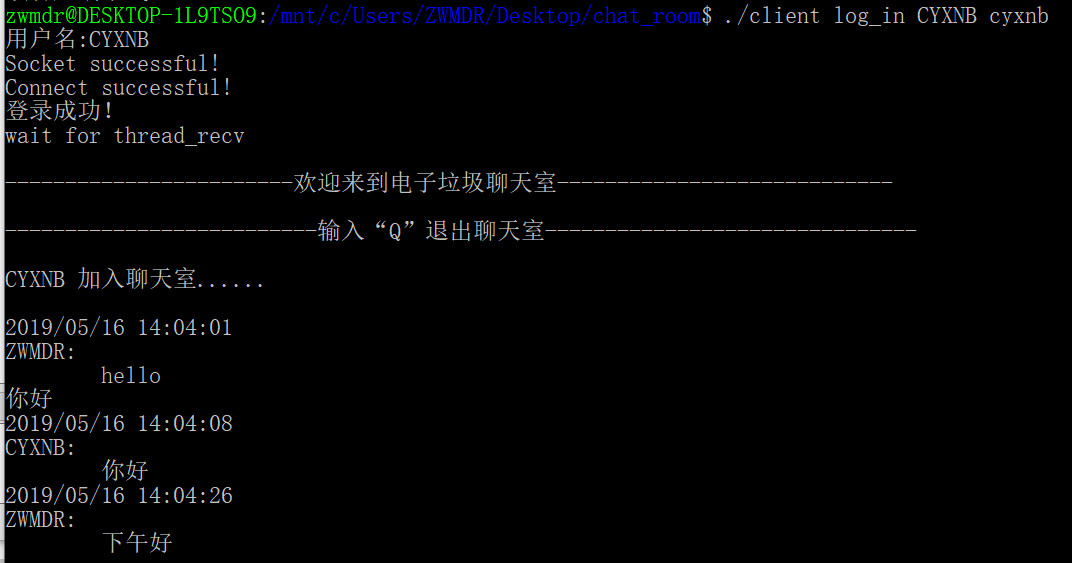 zwmdr@DESKTOP-1L9TSO9:/mnt/c/Users/ZWMDR/Desktop/chat_room$ ./client log_in CYXNB cyxnb
用户名:CYXNB
Socket successful!
Connect successful!
登录成功!
wait for thread_recv
------------------------欢迎来到电子垃圾聊天室----------------------------
--------------------------输入“Q”退出聊天室-------------------------------
CYXNB 加入聊天室......
2019/05/16 14:04:01
ZWMDR:
hello
你好
2019/05/16 14:04:08
CYXNB:
你好
2019/05/16 14:04:26
ZWMDR:
下午好